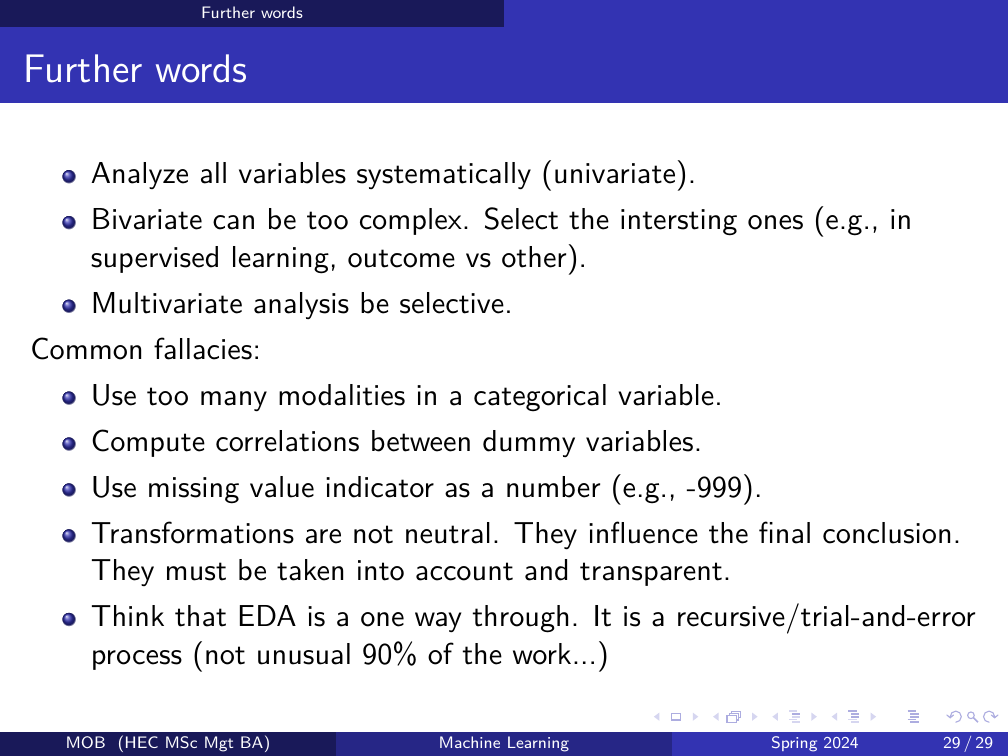 Further words
Further words
Analyze all variables systematically (univariate).
Bivariate can be too complex. Select the intersting ones (e.g., in
supervised learning, outcome vs other).
Multivariate analysis be selective.
Common fallacies:
Use too many modalities in a categorical variable.
Compute correlations between dummy variables.
Use missing value indicator as a number (e.g., -999).
Transformations are not neutral. They influence the final conclusion.
They must be taken into account and transparent.
Think that EDA is a one way through. It is a recursive/trial-and-error
process (not unusual 90% of the work...)
MOB (HEC MSc Mgt BA) Machine Learning Spring 2024 29 / 29